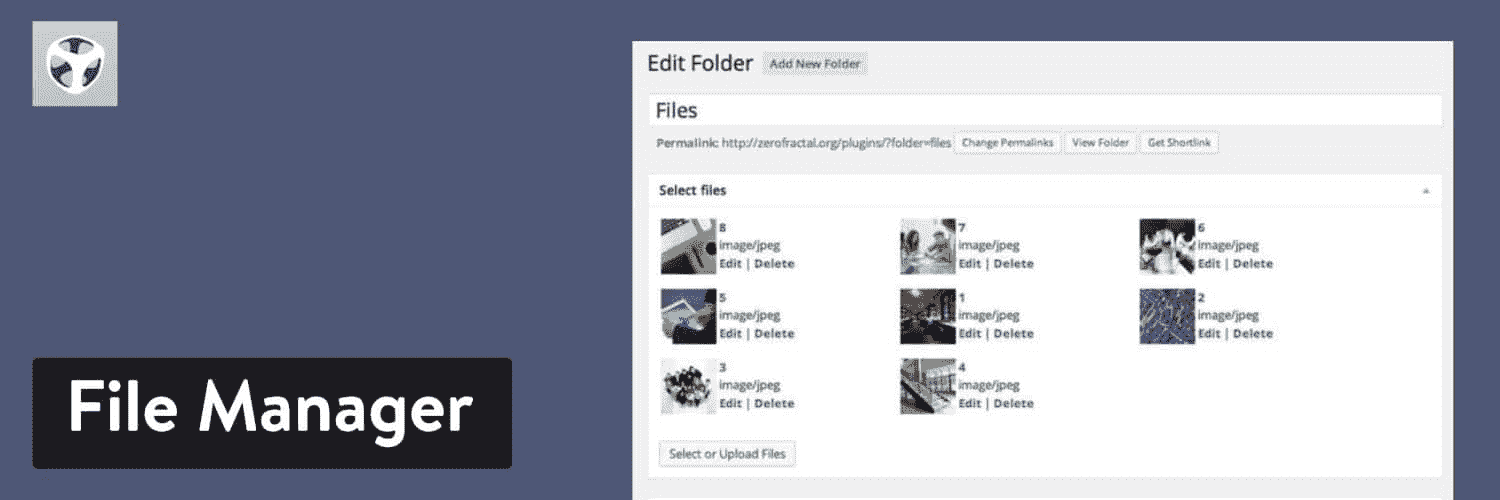 Edit Folder Add New Folder
Files
Permalink: http://zerofractal.org/plugins/?folder=files Change Permalinks View Folder Get Shortlink
Select files
8 7 6
image/jpeg image/jpeg image/jpeg
Edit | Delete Edit | Delete Edit | Delete
5 1 2
image/jpeg image/jpeg image/jpeg
Edit | Delete Edit | Delete Edit | Delete
3 4
image/jpeg image/jpeg
Edit | Delete Edit | Delete
Select or Upload Files
File Manager